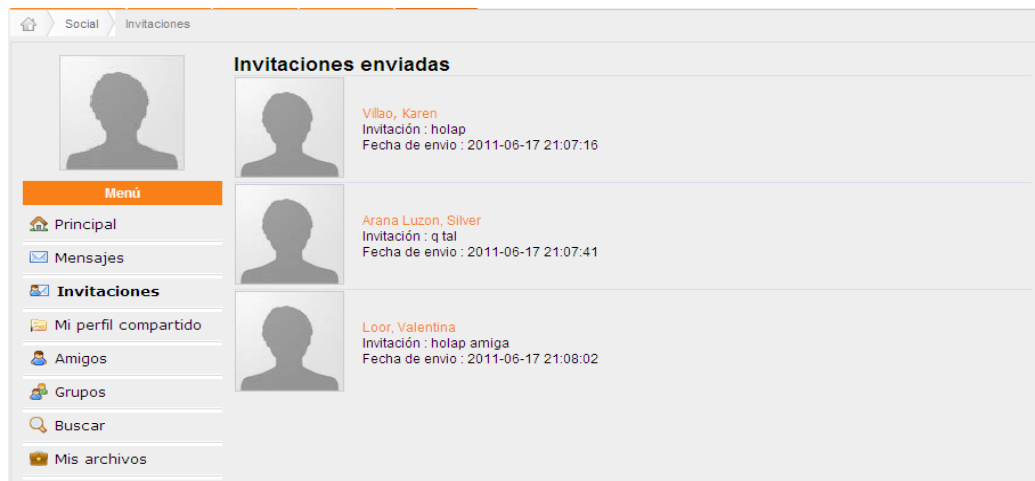 Social
Invitaciones
Invitaciones enviadas
Villao, Karen
Invitación : holap
Fecha de envio : 2011-06-17 21:07:16
Arana Luzon, Silver
Invitación : q tal
Fecha de envio : 2011-06-17 21:07:41
Loor, Valentina
Invitación : holap amiga
Fecha de envio : 2011-06-17 21:08:02
Menú
Principal
Mensajes
Invitaciones
Mi perfil compartido
Amigos
Grupos
Buscar
Mis archivos